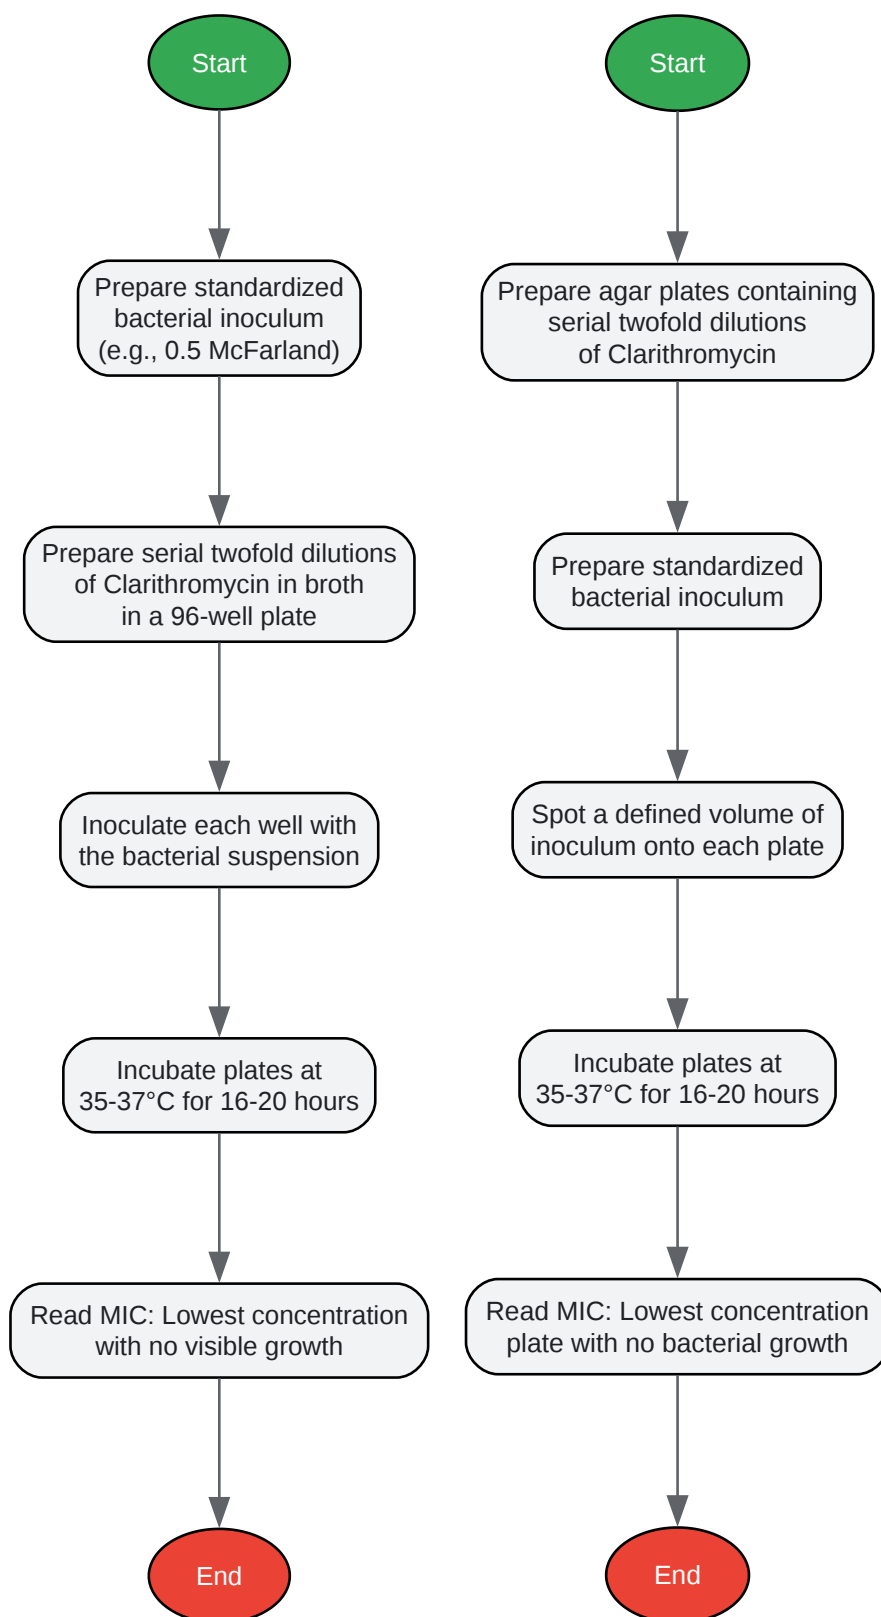 Start
Prepare standardized
bacterial inoculum
(e.g., 0.5 McFarland)
Prepare serial twofold dilutions
of Clarithromycin in broth
in a 96-well plate
Inoculate each well with
the bacterial suspension
Incubate plates at
35-37°C for 16-20 hours
Read MIC: Lowest concentration
with no visible growth
End
Start
Prepare agar plates containing
serial twofold dilutions
of Clarithromycin
Prepare standardized
bacterial inoculum
Spot a defined volume of
inoculum onto each plate
Incubate plates at
35-37°C for 16-20 hours
Read MIC: Lowest concentration
plate with no bacterial growth
End